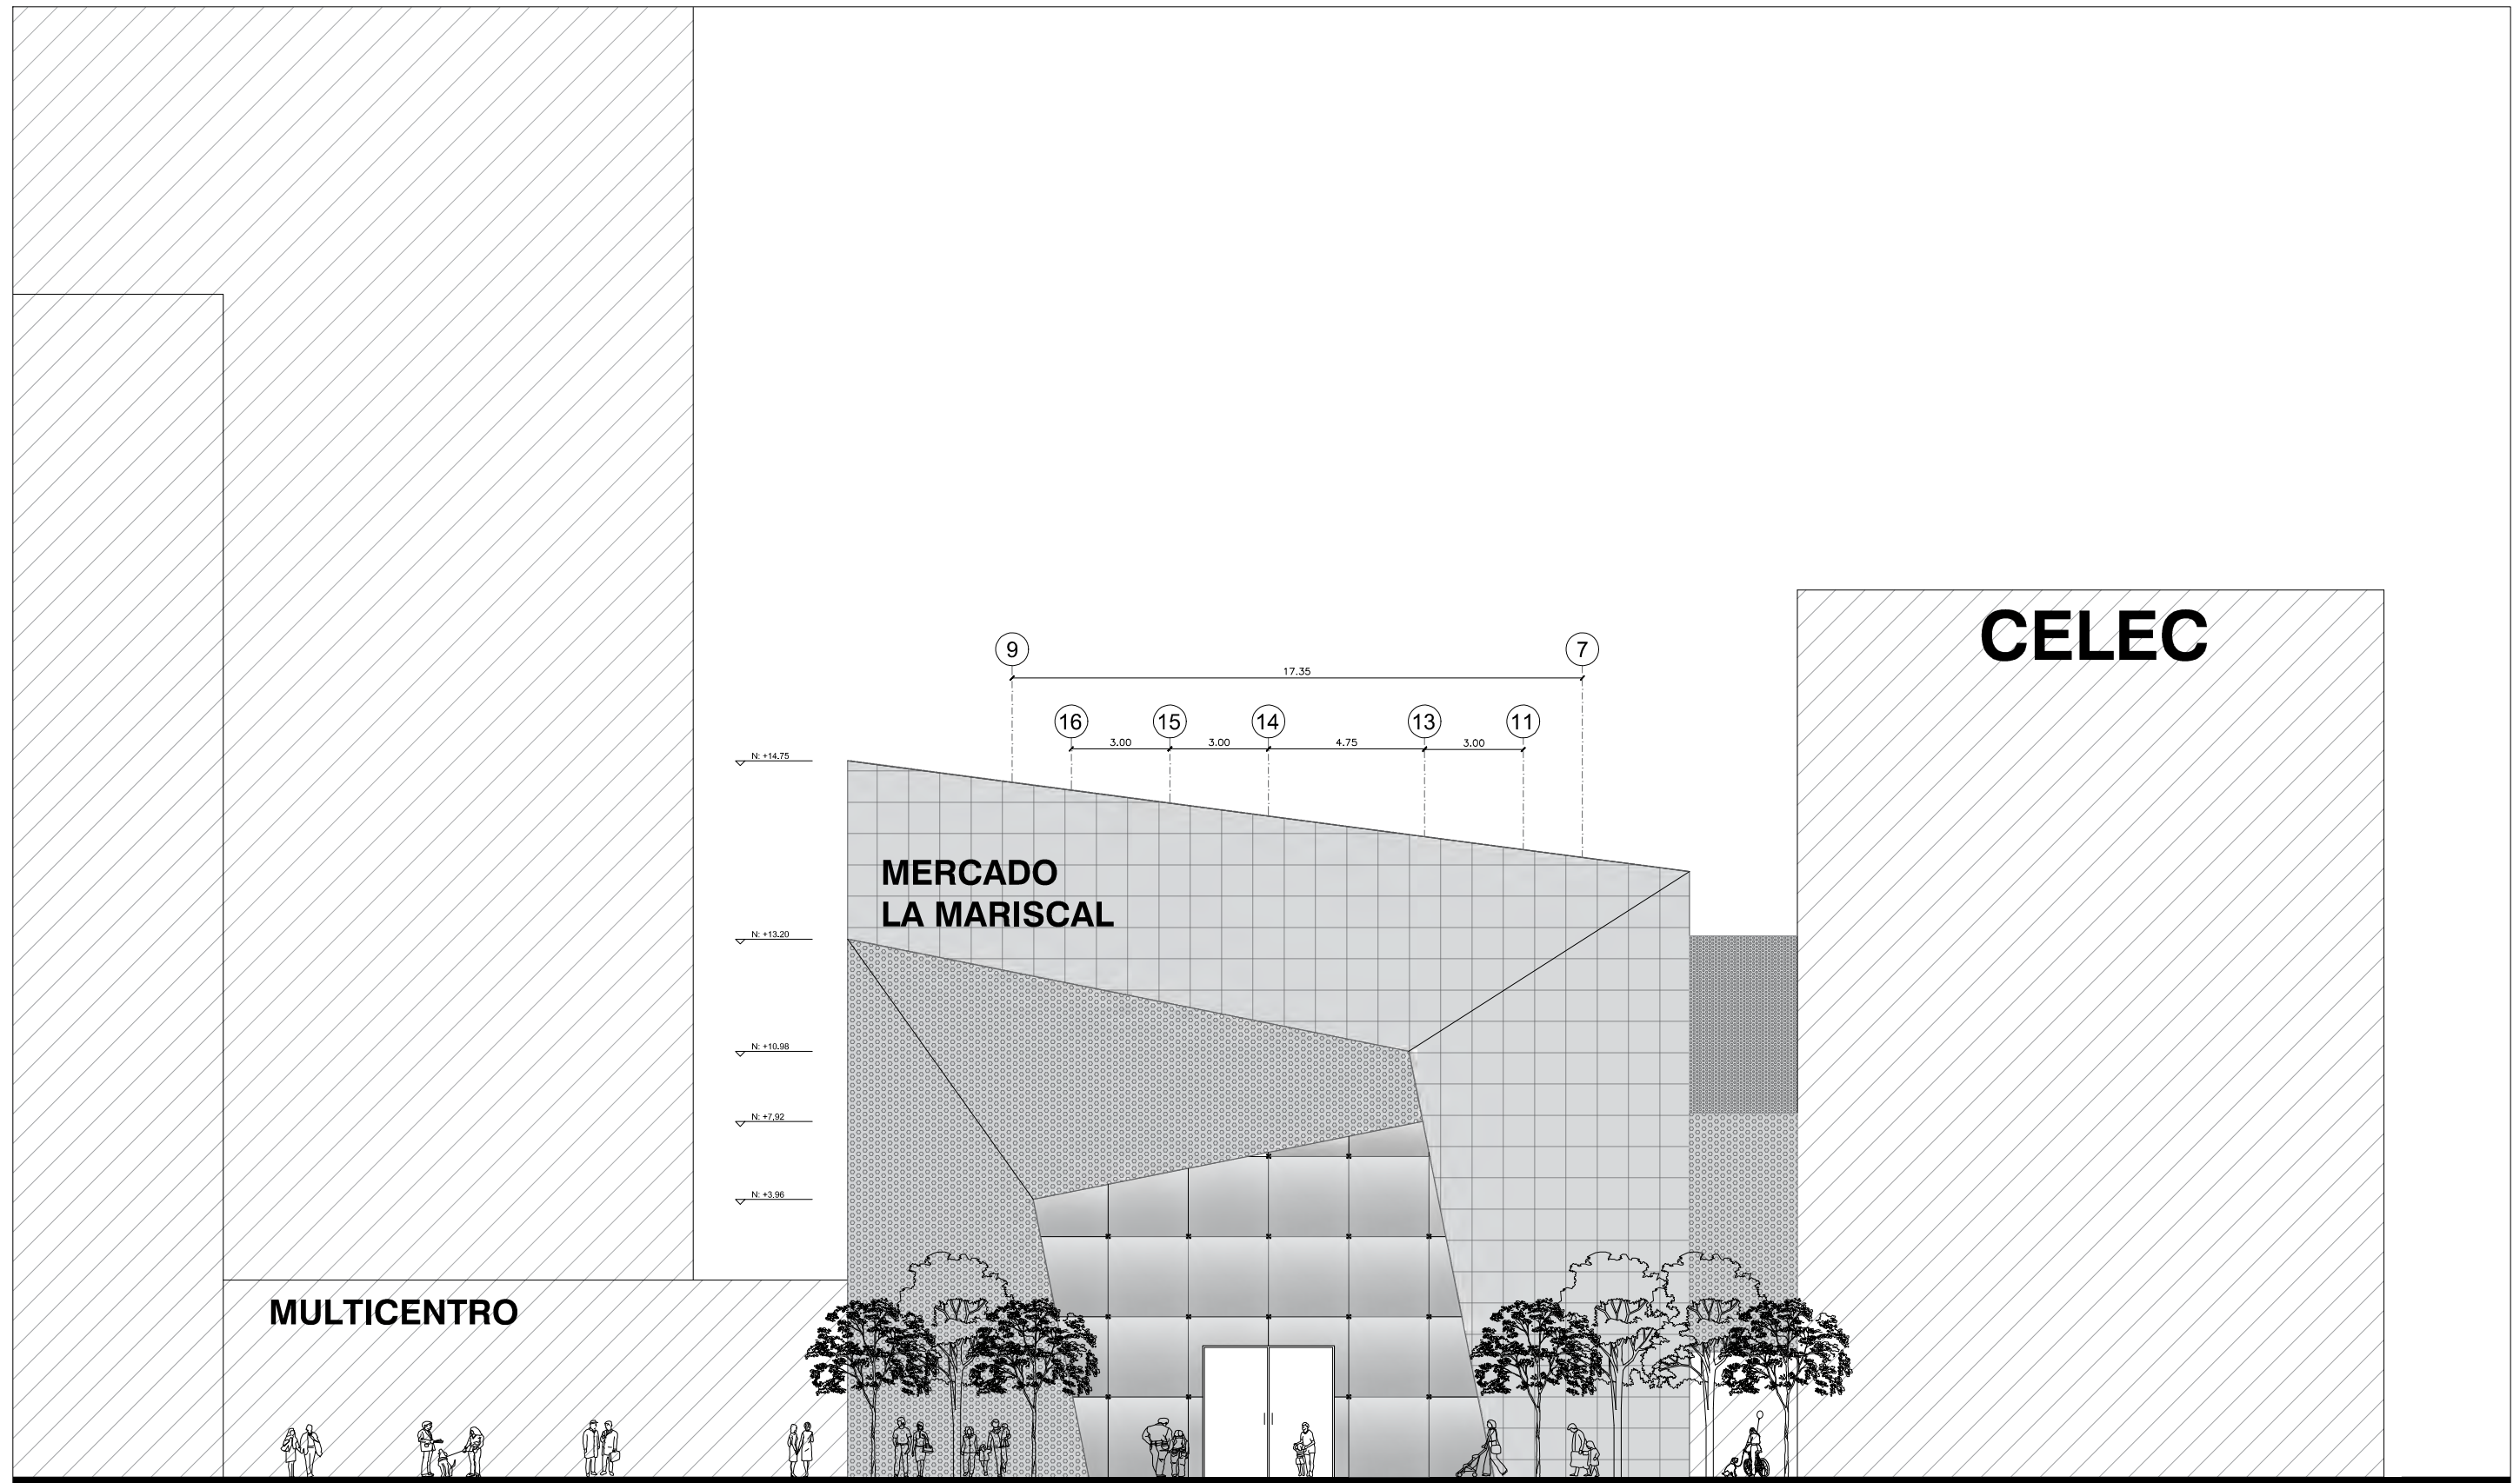 CELEC
9
7
17.35
16
15
14
13
11
3.00
3.00
4.75
3.00
N: +14.75
MERCADO
LA MARISCAL
N: +13.20
N: +10.98
N: +7,92
N: +3.96
MULTICENTRO